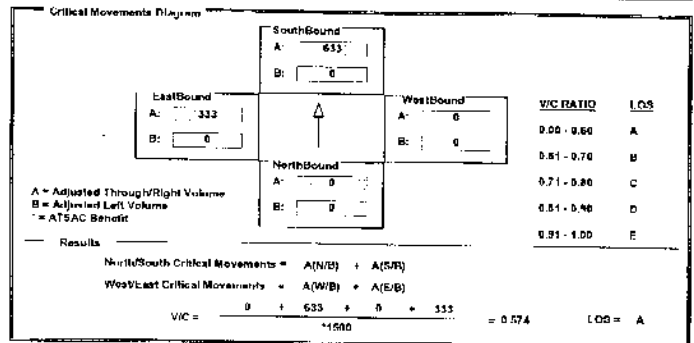 Critical Movements Diagram
SouthBound
A: 633
B: 0
EastBound
A: 333
B: 0
WestBound
A: 0
B: 0
NorthBound
A: 0
B: 0
V/C RATIO LOS
0.00 - 0.60 A
0.61 - 0.70 B
0.71 - 0.80 C
0.81 - 0.90 D
0.91 - 1.00 E
A = Adjusted Through/Right Volume
B = Adjusted Left Volume
* = ATSAC Benefit
Results
North/South Critical Movements = A(N/B) + A(S/B)
West/East Critical Movements = A(W/B) + A(E/B)
V/C = 0 + 633 + 0 + 333 = 0.574 LOS = A
*1500